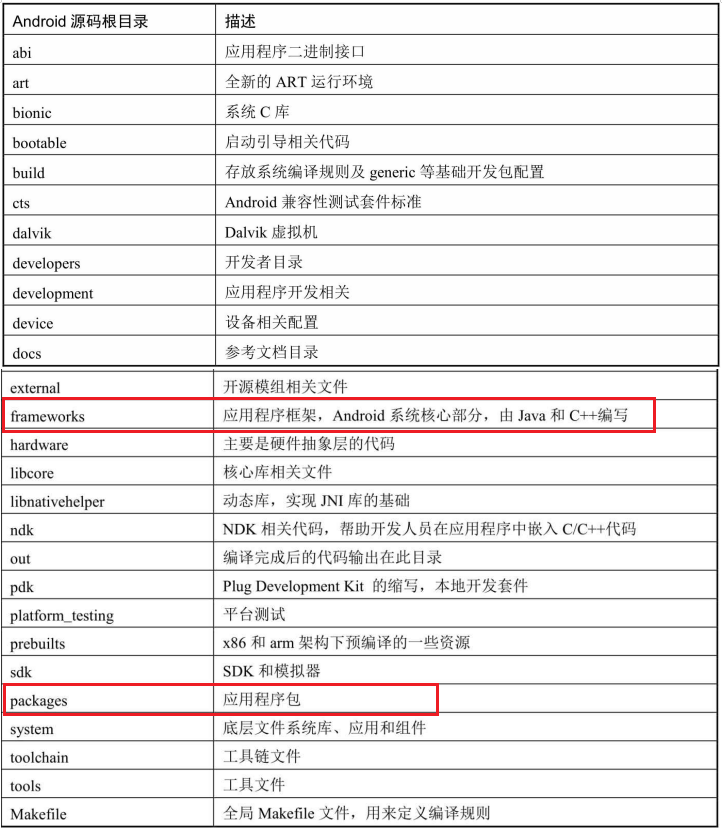 Android 源码根目录 描述
abi 应用程序二进制接口
art 全新的 ART 运行环境
bionic 系统 C 库
bootable 启动引导相关代码
build 存放系统编译规则及 generic 等基础开发包配置
cts Android 兼容性测试套件标准
dalvik Dalvik 虚拟机
developers 开发者目录
development 应用程序开发相关
device 设备相关配置
docs 参考文档目录
external 开源模组相关文件
frameworks 应用程序框架，Android 系统核心部分，由 Java 和 C++编写
hardware 主要是硬件抽象层的代码
libcore 核心库相关文件
libnativehelper 动态库，实现 JNI 库的基础
ndk NDK 相关代码，帮助开发人员在应用程序中嵌入 C/C++代码
out 编译完成后的代码输出在此目录
pdk Plug Development Kit 的缩写，本地开发套件
platform_testing 平台测试
prebuilts x86 和 arm 架构下预编译的一些资源
sdk SDK 和模拟器
packages 应用程序包
system 底层文件系统库、应用和组件
toolchain 工具链文件
tools 工具文件
Makefile 全局 Makefile 文件，用来定义编译规则